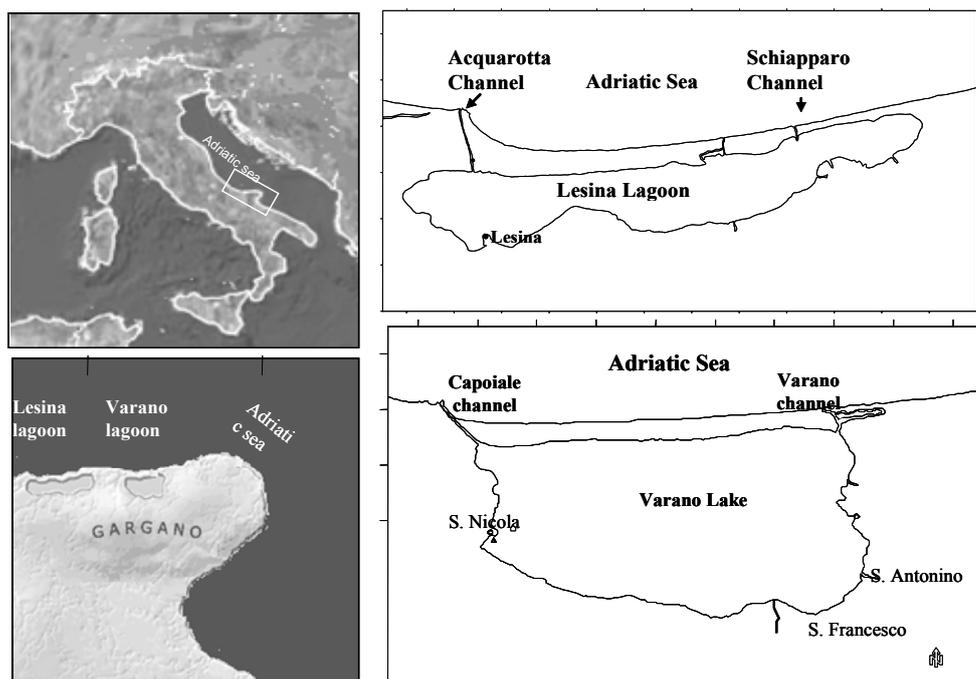 Adriatic sea
Acquarotta
Channel
Adriatic Sea
Schiapparo
Channel
Lesina Lagoon
Lesina
Lesina
lagoon
Varano
lagoon
Adriati
c sea
GARGANO
Adriatic Sea
Capoiale
channel
Varano
channel
Varano Lake
S. Nicola
S. Antonino
S. Francesco